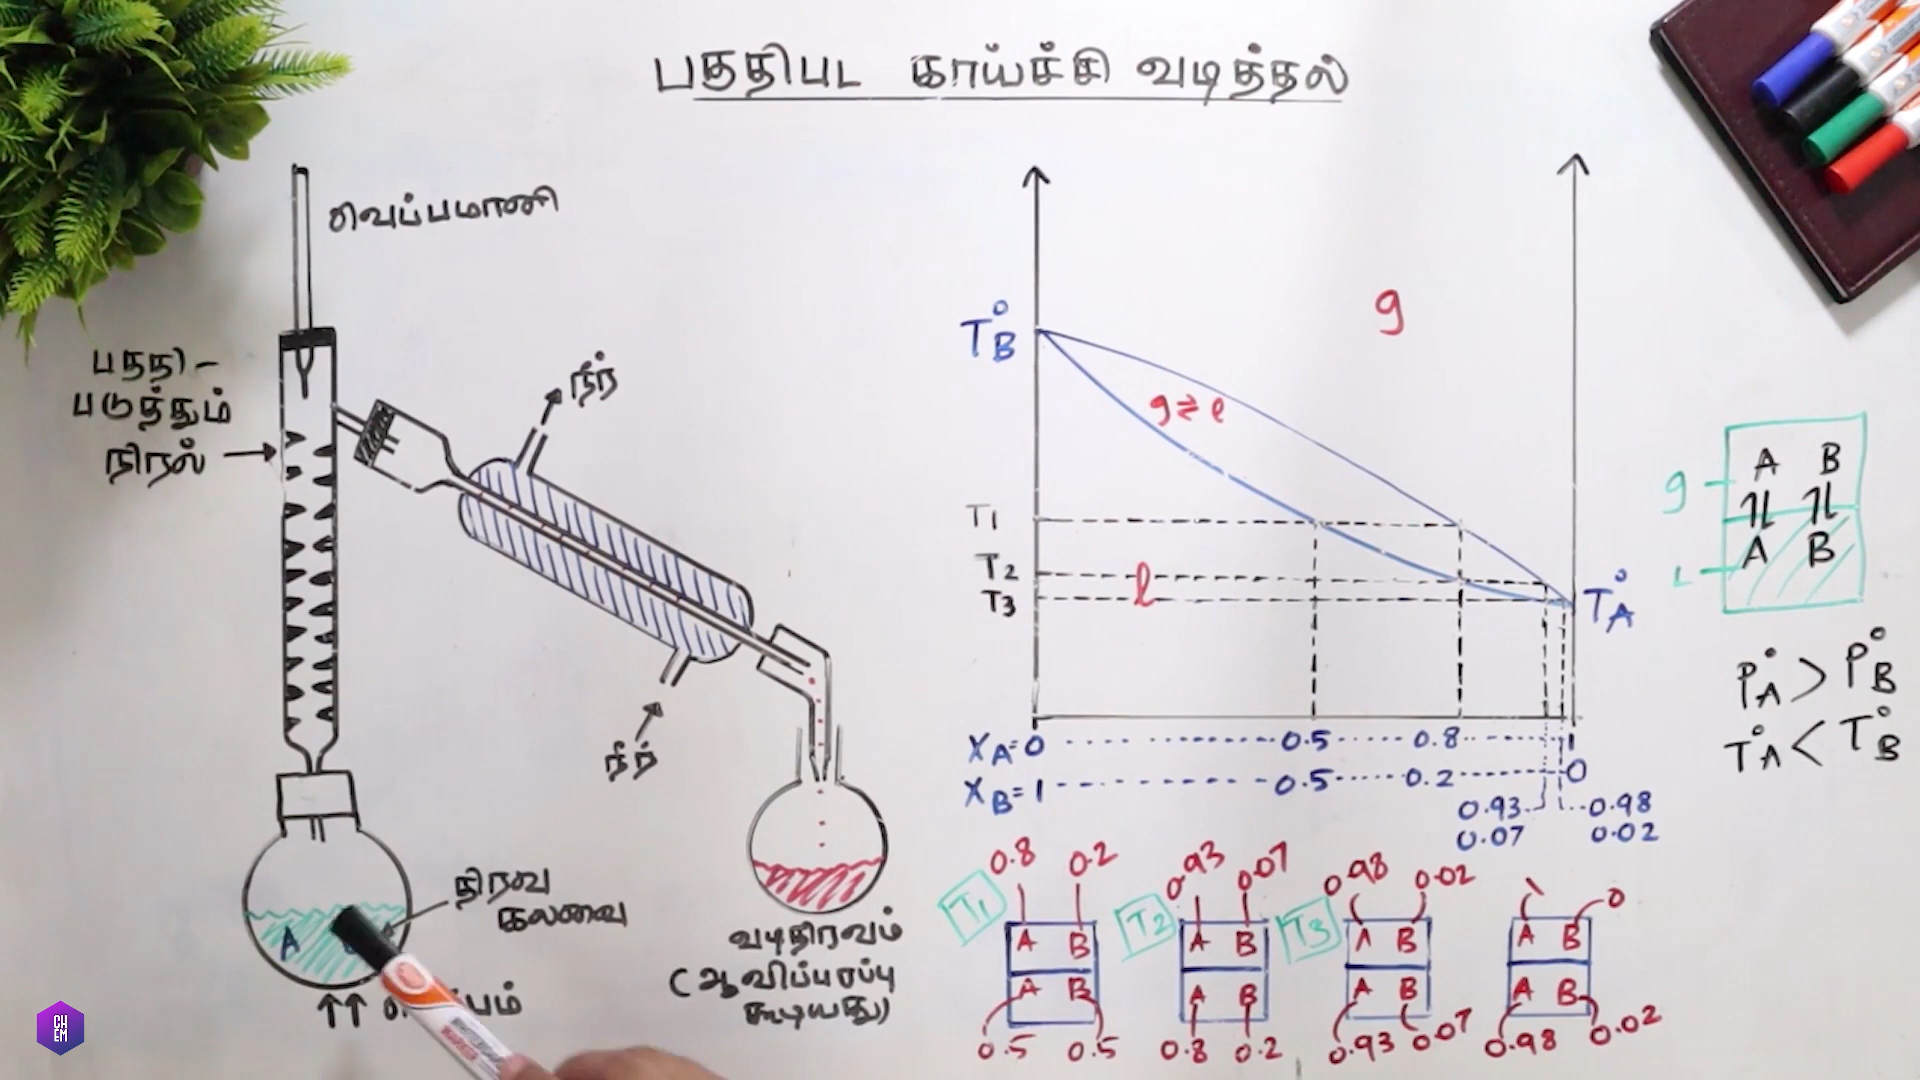 பகுதிபட காய்ச்சி வடித்தல்
வெப்பமானி
பகுதி-
படுத்தும்
நிரல்
நீர்
நீர்
திரவ
கலவை
A
வடிதிரவம்
(ஆவிப்பரப்பு
கூடியது)
T°B
g
g⇌l
T1
T2
T3
l
T°A
XA=0 0.5 0.8 1
XB=1 0.5 0.2 0
0.93 0.98
0.07 0.02
g A B
⇌ ⇌
L A B
P°A > P°B
T°A < T°B
T1 0.8 0.2
A B
A B
0.5 0.5
T2 0.93 0.07
A B
A B
0.8 0.2
T3 0.98 0.02
A B
A B
0.93 0.07
0
A B
A B
0.98 0.02
CH
EM